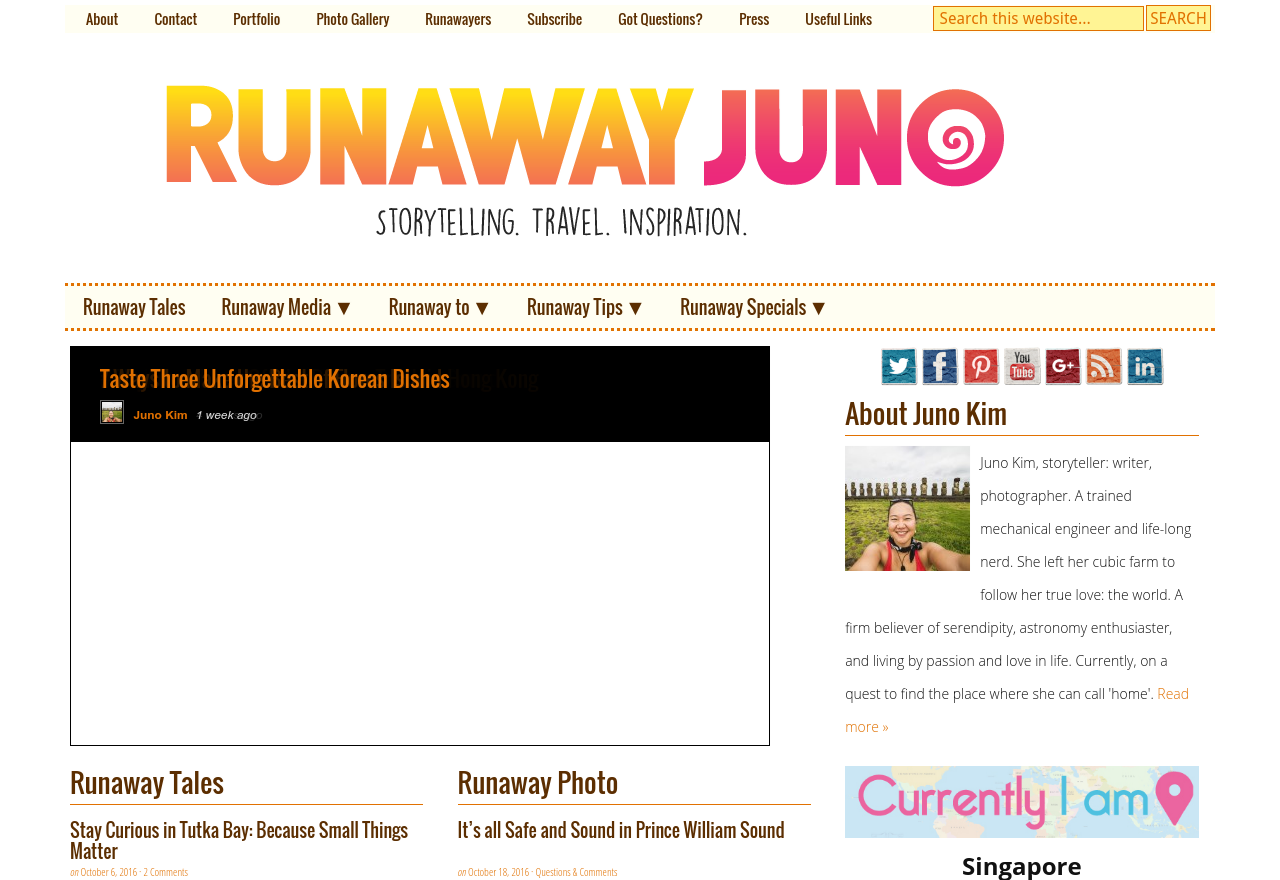 About Contact Portfolio Photo Gallery Runawayers Subscribe Got Questions? Press Useful Links Search this website... SEARCH
RUNAWAY JUNO
STORYTELLING. TRAVEL. INSPIRATION.
Runaway Tales Runaway Media ▼ Runaway to ▼ Runaway Tips ▼ Runaway Specials ▼
Taste Three Unforgettable Korean Dishes
Juno Kim 1 week ago
You Tube G+ in
About Juno Kim
Juno Kim, storyteller: writer,
photographer. A trained
mechanical engineer and life-long
nerd. She left her cubic farm to
follow her true love: the world. A
firm believer of serendipity, astronomy enthusiaster,
and living by passion and love in life. Currently, on a
quest to find the place where she can call 'home'. Read
more »
Currently I am
Singapore
Runaway Tales
Stay Curious in Tutka Bay: Because Small Things
Matter
on October 6, 2016 · 2 Comments
Runaway Photo
It's all Safe and Sound in Prince William Sound
on October 18, 2016 · Questions & Comments